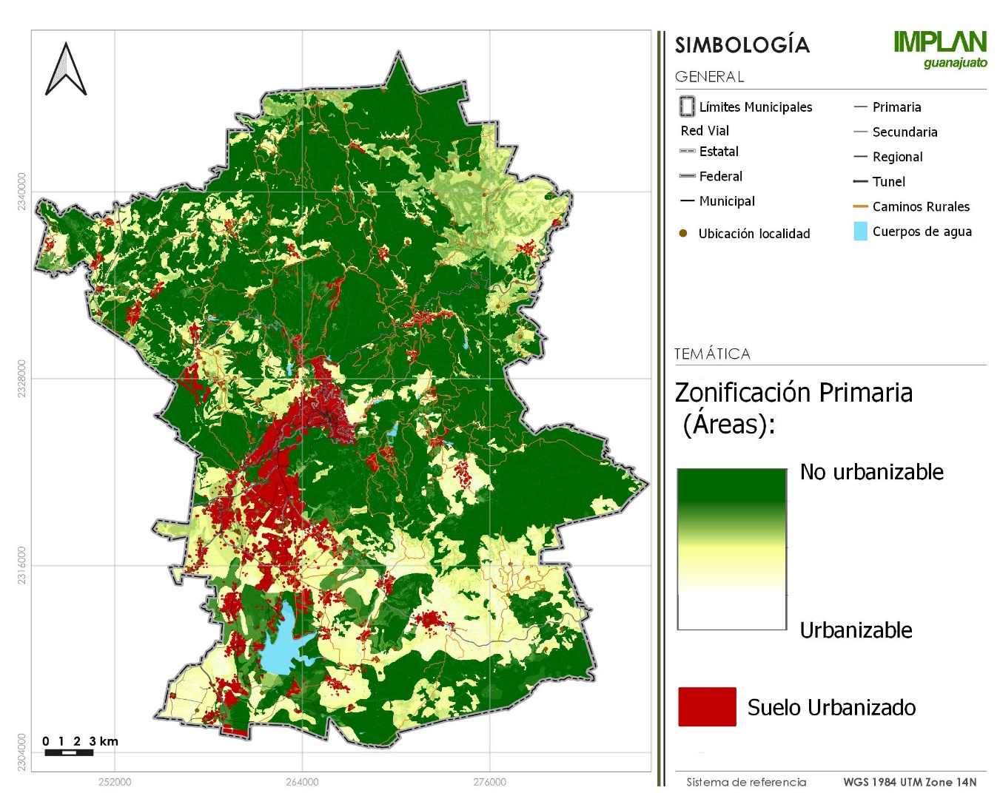 SIMBOLOGÍA
IMPLAN
guanajuato
GENERAL
Límites Municipales
Red Vial
Estatal
Federal
Municipal
Ubicación localidad
Primaria
Secundaria
Regional
Tunel
Caminos Rurales
Cuerpos de agua
TEMÁTICA
Zonificación Primaria
(Áreas):
No urbanizable
Urbanizable
Suelo Urbanizado
Sistema de referencia
WGS 1984 UTM Zone 14N
2340000
2328000
2316000
2304000
0 1 2 3 km
252000
264000
276000